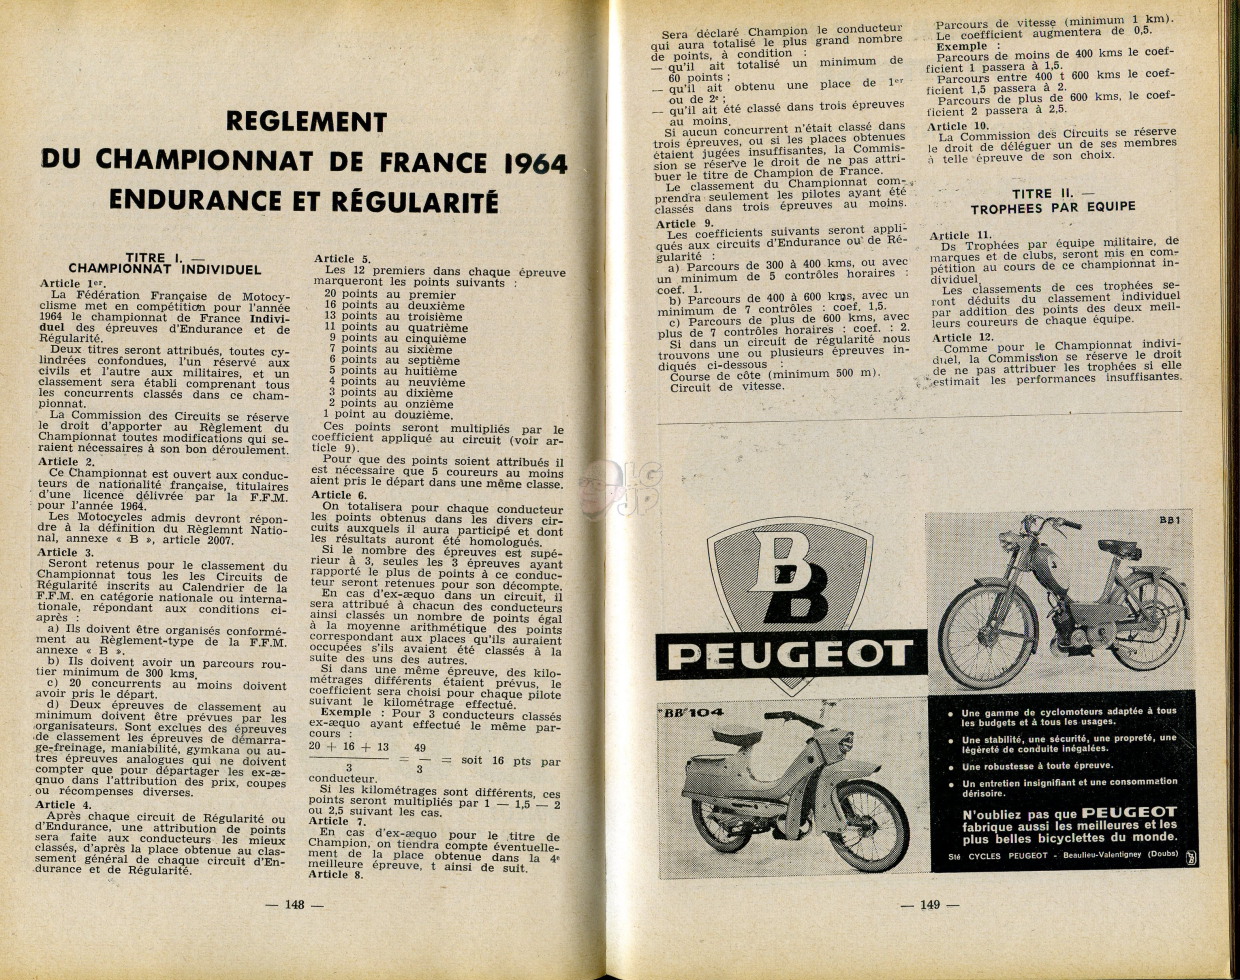 REGLEMENT
DU CHAMPIONNAT DE FRANCE 1964
ENDURANCE ET RÉGULARITÉ
TITRE I. —
CHAMPIONNAT INDIVIDUEL
Article 1er.
La Fédération Française de Motocy-
clisme met en compétition pour l'année
1964 le championnat de France Indivi-
duel des épreuves d'Endurance et de
Régularité.
Deux titres seront attribués, toutes cy-
lindrées confondues, l'un réservé aux
civils et l'autre aux militaires, et un
classement sera établi comprenant tous
les concurrents classés dans ce cham-
pionnat.
La Commission des Circuits se réserve
le droit d'apporter au Règlement du
Championnat toutes modifications qui se-
raient nécessaires à son bon déroulement.
Article 2.
Ce Championnat est ouvert aux conduc-
teurs de nationalité française, titulaires
d'une licence délivrée par la F.F.M.
pour l'année 1964.
Les Motocycles admis devront répon-
dre à la définition du Règlemnt Natio-
nal, annexe « B », article 2007.
Article 3.
Seront retenus pour le classement du
Championnat tous les les Circuits de
Régularité inscrits au Calendrier de la
F.F.M. en catégorie nationale ou interna-
tionale, répondant aux conditions ci-
après :
a) Ils doivent être organisés conformé-
ment au Règlement-type de la F.F.M.
annexe « B ».
b) Ils doivent avoir un parcours rou-
tier minimum de 300 kms.
c) 20 concurrents au moins doivent
avoir pris le départ.
d) Deux épreuves de classement au
minimum doivent être prévues par les
organisateurs. Sont exclues des épreuves
de classement les épreuves de démarra-
ge-freinage, maniabilité, gymkana ou au-
tres épreuves analogues qui ne doivent
compter que pour départager les ex-æ-
qnuo dans l'attribution des prix, coupes
ou récompenses diverses.
Article 4.
Après chaque circuit de Régularité ou
d'Endurance, une attribution de points
sera faite aux conducteurs les mieux
classés, d'après la place obtenue au clas-
sement général de chaque circuit d'En-
durance et de Régularité.
Article 5.
Les 12 premiers dans chaque épreuve
marqueront les points suivants :
20 points au premier
16 points au deuxième
13 points au troisième
11 points au quatrième
9 points au cinquième
7 points au sixième
6 points au septième
5 points au huitième
4 points au neuvième
3 points au dixième
2 points au onzième
1 point au douzième.
Ces points seront multipliés par le
coefficient appliqué au circuit (voir ar-
ticle 9).
Pour que des points soient attribués il
est nécessaire que 5 coureurs au moins
aient pris le départ dans une même classe.
Article 6.
On totalisera pour chaque conducteur
les points obtenus dans les divers cir-
cuits auxquels il aura participé et dont
les résultats auront été homologués.
Si le nombre des épreuves est supé-
rieur à 3, seules les 3 épreuves ayant
rapporté le plus de points à ce conduc-
teur seront retenues pour son décompte.
En cas d'ex-æquo dans un circuit, il
sera attribué à chacun des conducteurs
ainsi classés un nombre de points égal
à la moyenne arithmétique des points
correspondant aux places qu'ils auraient
occupées s'ils avaient été classés à la
suite des uns des autres.
Si dans une même épreuve, des kilo-
métrages différents étaient prévus, le
coefficient sera choisi pour chaque pilote
suivant le kilométrage effectué.
Exemple : Pour 3 conducteurs classés
ex-æquo ayant effectué le même par-
cours :
20 + 16 + 13 49
= — = soit 16 pts par
3 3
conducteur.
Si les kilométrages sont différents, ces
points seront multipliés par 1 — 1,5 — 2
ou 2,5 suivant les cas.
Article 7.
En cas d'ex-æquo pour le titre de
Champion, on tiendra compte éventuelle-
ment de la place obtenue dans la 4e
meilleure épreuve, t ainsi de suit.
Article 8.
— 148 —
Sera déclaré Champion le conducteur
qui aura totalisé le plus grand nombre
de points, à condition :
— qu'il ait totalisé un minimum de
60 points ;
— qu'il ait obtenu une place de 1er
ou de 2e ;
— qu'il ait été classé dans trois épreuves
au moins.
Si aucun concurrent n'était classé dans
trois épreuves, ou si les places obtenues
étaient jugées insuffisantes, la Commis-
sion se réserve le droit de ne pas attri-
buer le titre de Champion de France.
Le classement du Championnat com-
prendra seulement les pilotes ayant été
classés dans trois épreuves au moins.
Article 9.
Les coefficients suivants seront appli-
qués aux circuits d'Endurance ou de Ré-
gularité :
a) Parcours de 300 à 400 kms, ou avec
un minimum de 5 contrôles horaires :
coef. 1.
b) Parcours de 400 à 600 kms, avec un
minimum de 7 contrôles : coef. 1,5.
c) Parcours de plus de 600 kms, avec
plus de 7 contrôles horaires : coef. : 2.
Si dans un circuit de régularité nous
trouvons une ou plusieurs épreuves in-
diqués ci-dessous :
Course de côte (minimum 500 m).
Circuit de vitesse.
Parcours de vitesse (minimum 1 km).
Le coefficient augmentera de 0,5.
Exemple :
Parcours de moins de 400 kms le coef-
ficient 1 passera à 1,5.
Parcours entre 400 t 600 kms le coef-
ficient 1,5 passera à 2.
Parcours de plus de 600 kms, le coef-
ficient 2 passera à 2,5.
Article 10.
La Commission des Circuits se réserve
le droit de déléguer un de ses membres
à telle épreuve de son choix.
TITRE II. —
TROPHEES PAR EQUIPE
Article 11.
Ds Trophées par équipe militaire, de
marques et de clubs, seront mis en com-
pétition au cours de ce championnat in-
dividuel
Les classements de ces trophées se-
ront déduits du classement individuel
par addition des points des deux meil-
leurs coureurs de chaque équipe.
Article 12.
Comme pour le Championnat indivi-
duel, la Commission se réserve le droit
de ne pas attribuer les trophées si elle
estimait les performances insuffisantes.
LG
JP
BB
PEUGEOT
BB1
BB 104
• Une gamme de cyclomoteurs adaptée à tous
les budgets et à tous les usages.
• Une stabilité, une sécurité, une propreté, une
légèreté de conduite inégalées.
• Une robustesse à toute épreuve.
• Un entretien insignifiant et une consommation
dérisoire.
N'oubliez pas que PEUGEOT
fabrique aussi les meilleures et les
plus belles bicyclettes du monde.
Sté CYCLES PEUGEOT - Beaulieu-Valentigney (Doubs)
— 149 —